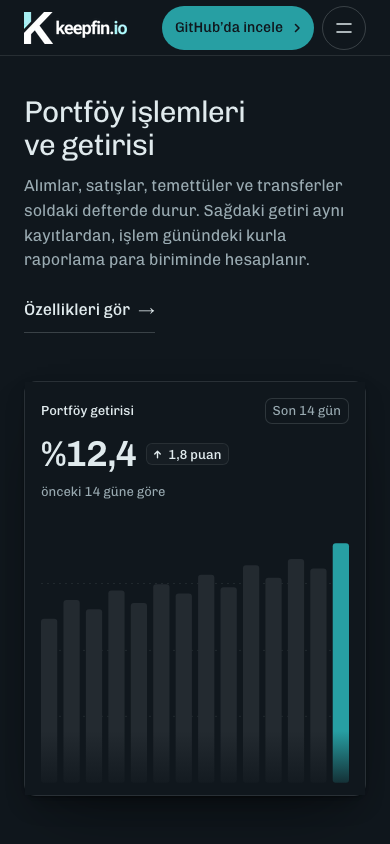 keepfin.io
GitHub'da incele
Portföy işlemleri
ve getirisi
Alımlar, satışlar, temettüler ve transferler
soldaki defterde durur. Sağdaki getiri aynı
kayıtlardan, işlem günündeki kurla
raporlama para biriminde hesaplanır.
Özellikleri gör →
Portföy getirisi
Son 14 gün
%12,4
↑ 1,8 puan
önceki 14 güne göre